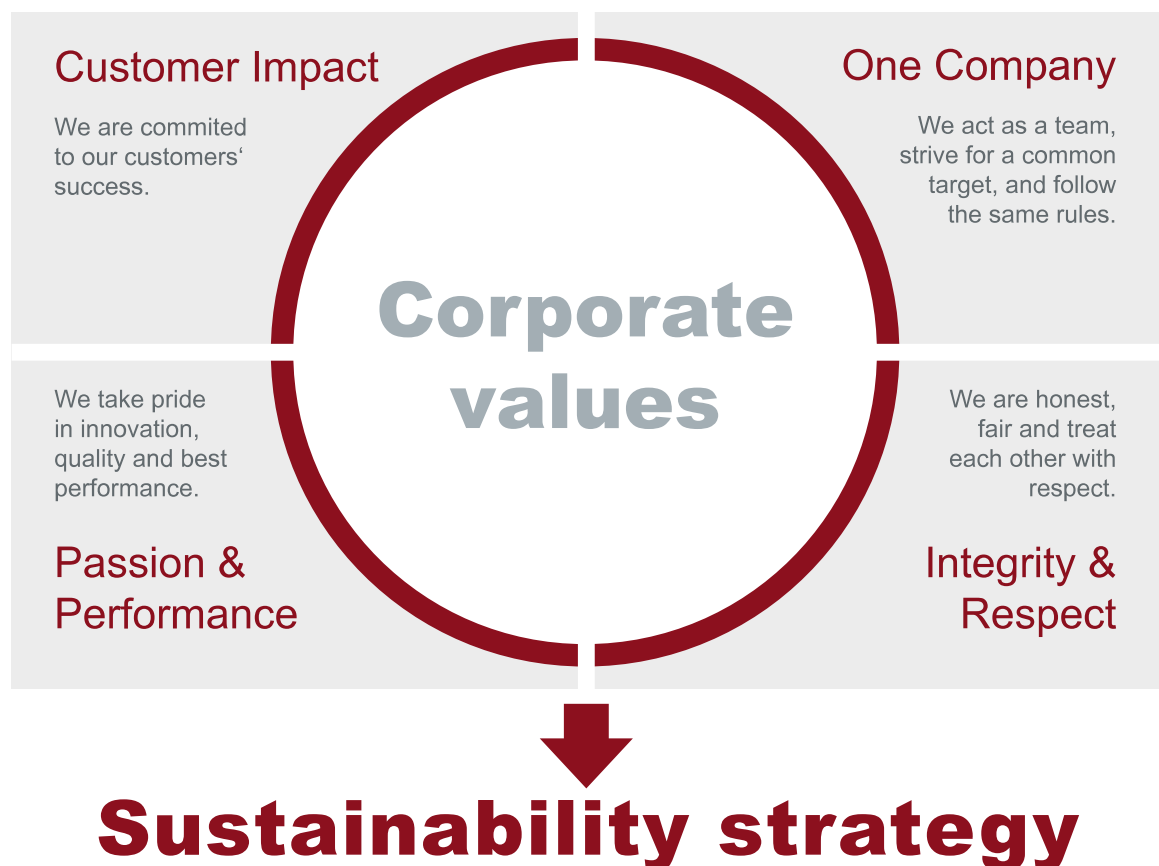 Customer Impact
We are commited
to our customers‘
success.
One Company
We act as a team,
strive for a common
target, and follow
the same rules.
Corporate
values
We take pride
in innovation,
quality and best
performance.
Passion &
Performance
We are honest,
fair and treat
each other with
respect.
Integrity &
Respect
Sustainability strategy